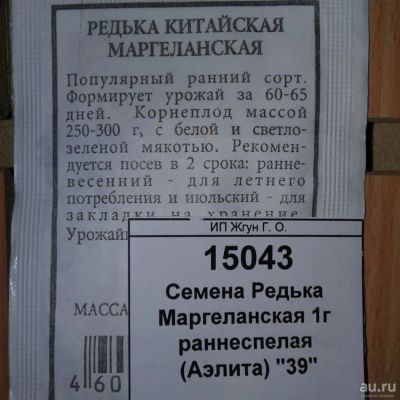 РЕДЬКА КИТАЙСКАЯ
МАРГЕЛАНСКАЯ
Популярный ранний сорт.
Формирует урожай за 60-65
дней. Корнеплод массой
250-300 г, с белой и светло-
зеленой мякотью. Рекомен-
дуется посев в 2 срока: ранне-
весенний - для летнего
потребления и июльский - для
закладки на хранение.
ИП Жгун Г. О.
15043
Семена Редька
Маргеланская 1г
раннеспелая
(Аэлита) "39"
МАССА
4 60
au.ru